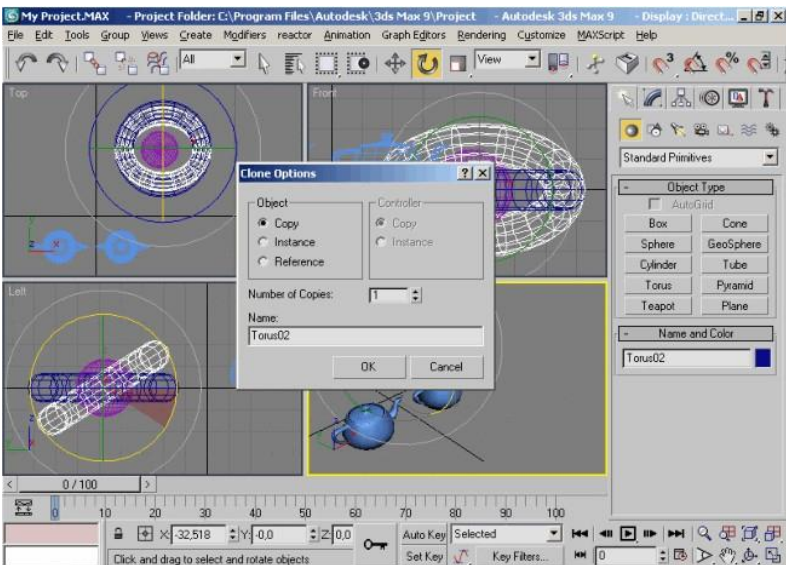 My Project.MAX - Project Folder: C:\Program Files\Autodesk\3ds Max 9\Project - Autodesk 3ds Max 9 - Display : Direct...
File Edit Tools Group Views Create Modifiers reactor Animation Graph Editors Rendering Customize MAXScript Help
All View
Top Front
Standard Primitives
Clone Options
Object Type
Object Controller
AutoGrid
Copy Copy
Box Cone
Instance Instance
Sphere GeoSphere
Reference
Cylinder Tube
Left
Number of Copies: 1
Torus Pyramid
Name:
Teapot Plane
Torus02
Name and Color
OK Cancel
Torus02
0 / 100
0 10 20 30 40 50 60 70 80 90 100
X: -32,518 Y: -0,0 Z: 0,0 Auto Key Selected
Click and drag to select and rotate objects Set Key Key Filters... 0